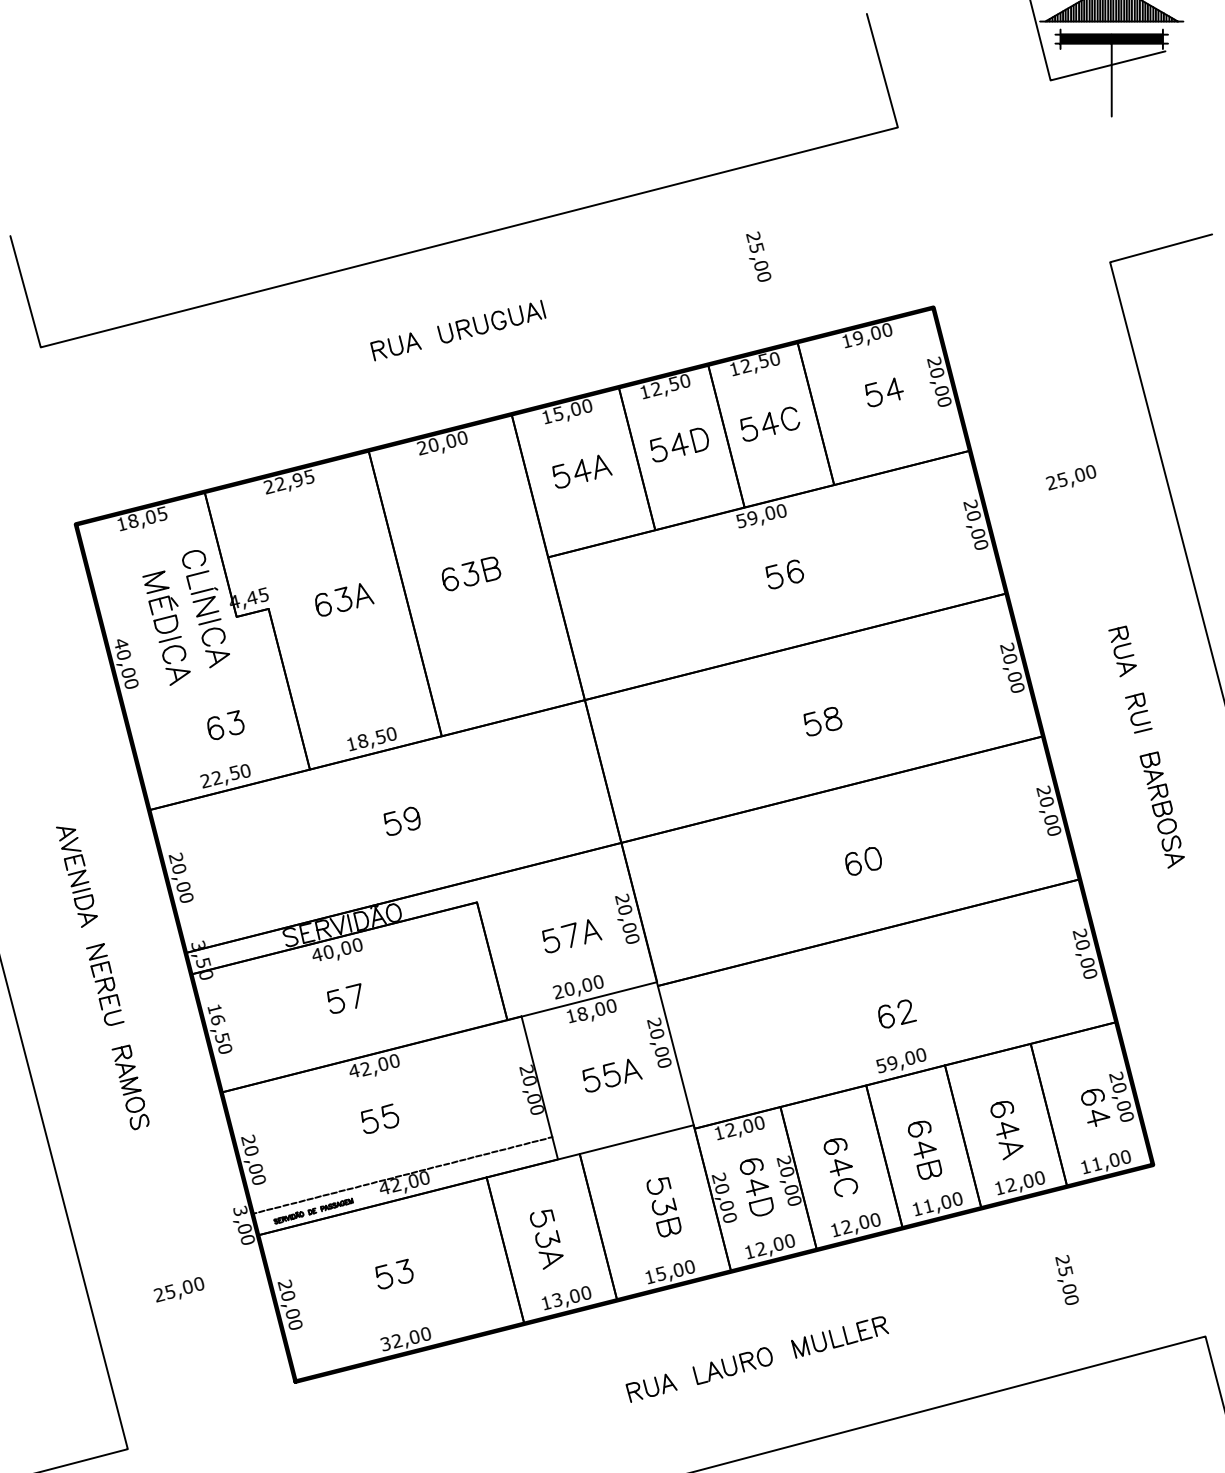 25,00
RUA URUGUAI
19,00
12,50
12,50
15,00
20,00
22,95
18,05
54
20,00
54C
54D
54A
63B
63A
CLÍNICA
MÉDICA
4,45
40,00
63
22,50
18,50
25,00
59,00
20,00
56
20,00
58
RUA RUI BARBOSA
59
20,00
20,00
60
AVENIDA NEREU RAMOS
SERVIDÃO
3,50
40,00
57
16,50
57A
20,00
20,00
20,00
62
59,00
42,00
18,00
55A
20,00
20,00
55
20,00
42,00
SERVIDÃO DE PASSAGEM
3,00
53
20,00
32,00
53A
13,00
53B
15,00
12,00
20,00
64D
20,00
12,00
64C
12,00
64B
11,00
64A
12,00
64
20,00
11,00
25,00
25,00
RUA LAURO MULLER